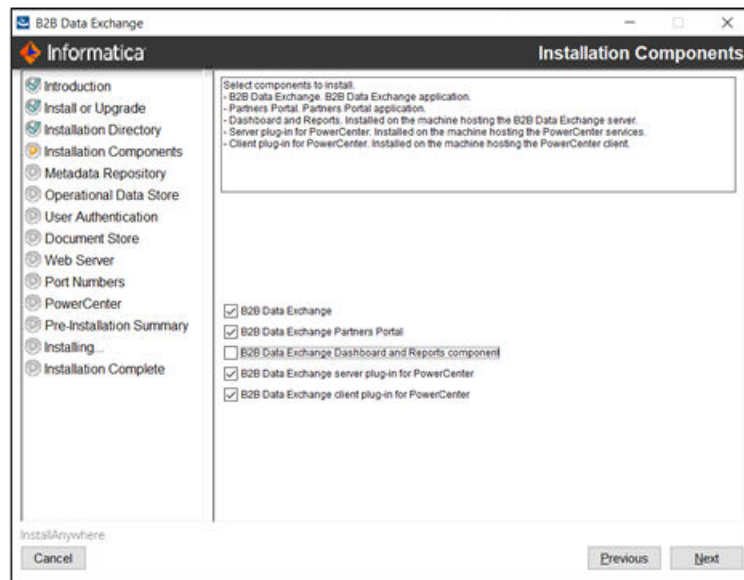 B2B Data Exchange
Informatica
Installation Components
Introduction
Install or Upgrade
Installation Directory
Installation Components
Metadata Repository
Operational Data Store
User Authentication
Document Store
Web Server
Port Numbers
PowerCenter
Pre-Installation Summary
Installing...
Installation Complete
Select components to install.
- B2B Data Exchange. B2B Data Exchange application.
- Partners Portal. Partners Portal application.
- Dashboard and Reports. Installed on the machine hosting the B2B Data Exchange server.
- Server plug-in for PowerCenter. Installed on the machine hosting the PowerCenter services.
- Client plug-in for PowerCenter. Installed on the machine hosting the PowerCenter client.
B2B Data Exchange
B2B Data Exchange Partners Portal
B2B Data Exchange Dashboard and Reports component
B2B Data Exchange server plug-in for PowerCenter
B2B Data Exchange client plug-in for PowerCenter
InstallAnywhere
Cancel
Previous
Next